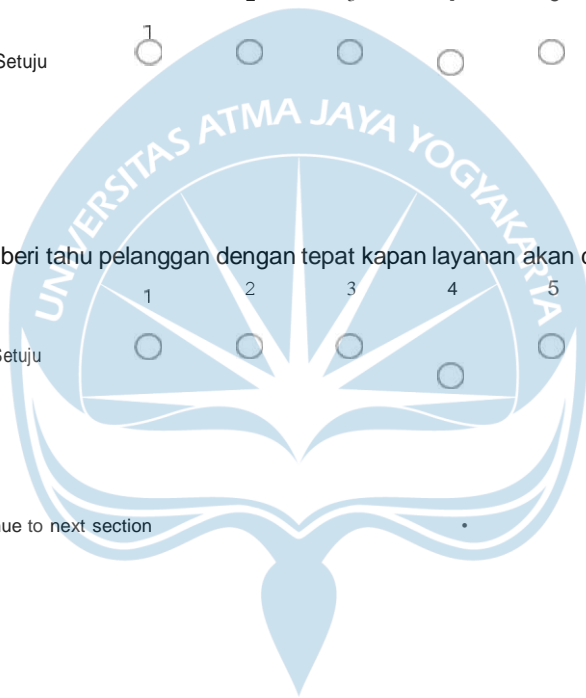 1
Setuju
UNIVERSITAS ATMA JAYA YOGYAKARTA
beri tahu pelanggan dengan tepat kapan layanan akan
1 2 3 4 5
Setuju
nue to next section